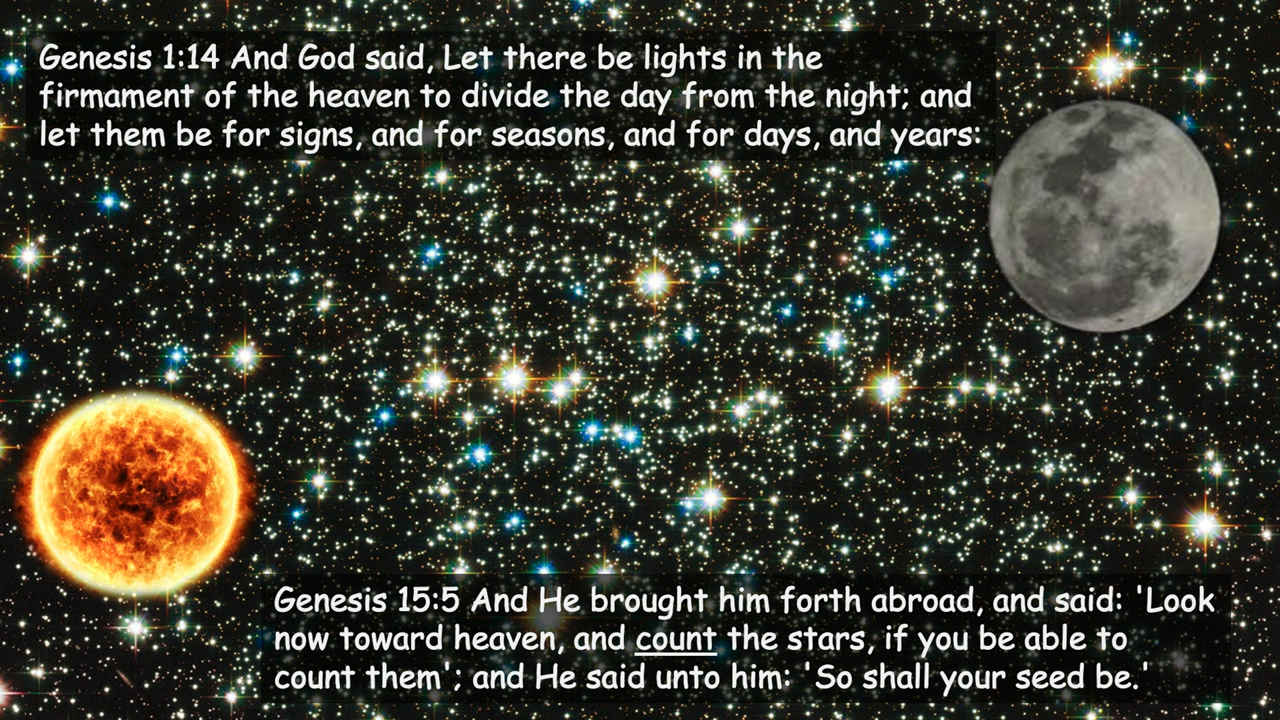 Genesis 1:14 And God said, Let there be lights in the
firmament of the heaven to divide the day from the night; and
let them be for signs, and for seasons, and for days, and years:
Genesis 15:5 And He brought him forth abroad, and said: 'Look
now toward heaven, and count the stars, if you be able to
count them'; and He said unto him: 'So shall your seed be.'